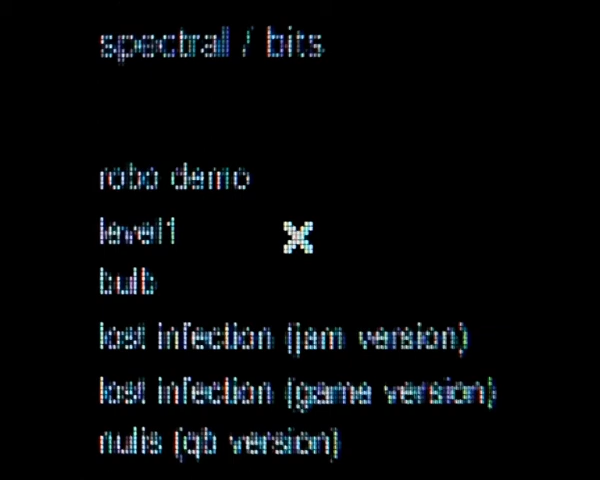 spectrall / bits
robo demo
level1
bulb
lost infection (jam version)
lost infection (game version)
nulis (qb version)